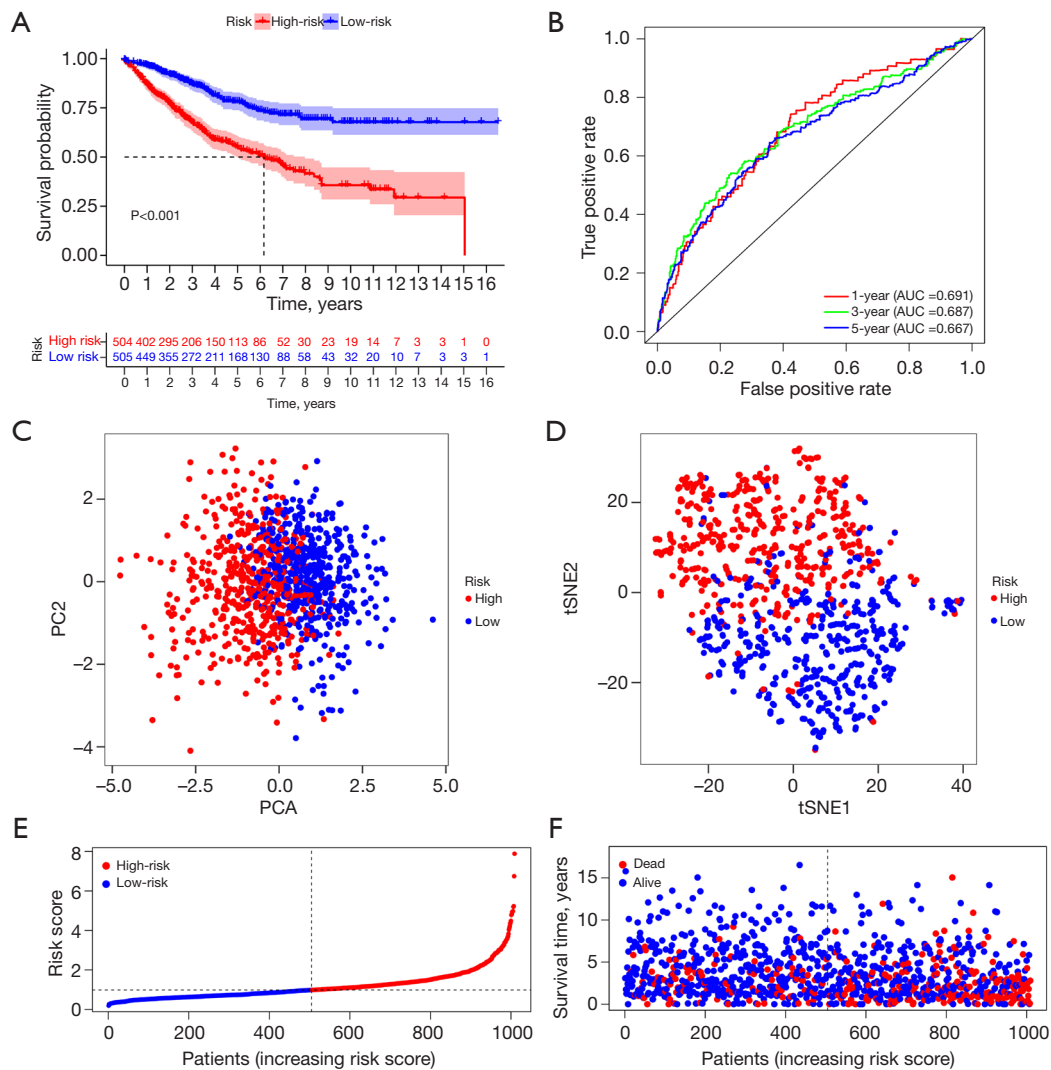 A
Risk High-risk Low-risk
Survival probability
1.00
0.75
0.50
0.25
0.00
P<0.001
0 1 2 3 4 5 6 7 8 9 10 11 12 13 14 15 16
Time, years
Risk
High risk 504 402 295 206 150 113 86 52 30 23 19 14 7 3 3 1 0
Low risk 505 449 355 272 211 168 130 88 58 43 32 20 10 7 3 3 1
0 1 2 3 4 5 6 7 8 9 10 11 12 13 14 15 16
Time, years
B
True positive rate
1.0
0.8
0.6
0.4
0.2
0.0
1-year (AUC =0.691)
3-year (AUC =0.687)
5-year (AUC =0.667)
0.0 0.2 0.4 0.6 0.8 1.0
False positive rate
C
PC2
2
0
−2
−4
−5.0 −2.5 0.0 2.5 5.0
PCA
Risk
High
Low
D
tSNE2
20
0
−20
−20 0 20 40
tSNE1
Risk
High
Low
E
Risk score
8
6
4
2
0
High-risk
Low-risk
0 200 400 600 800 1000
Patients (increasing risk score)
F
Survival time, years
15
10
5
0
Dead
Alive
0 200 400 600 800 1000
Patients (increasing risk score)